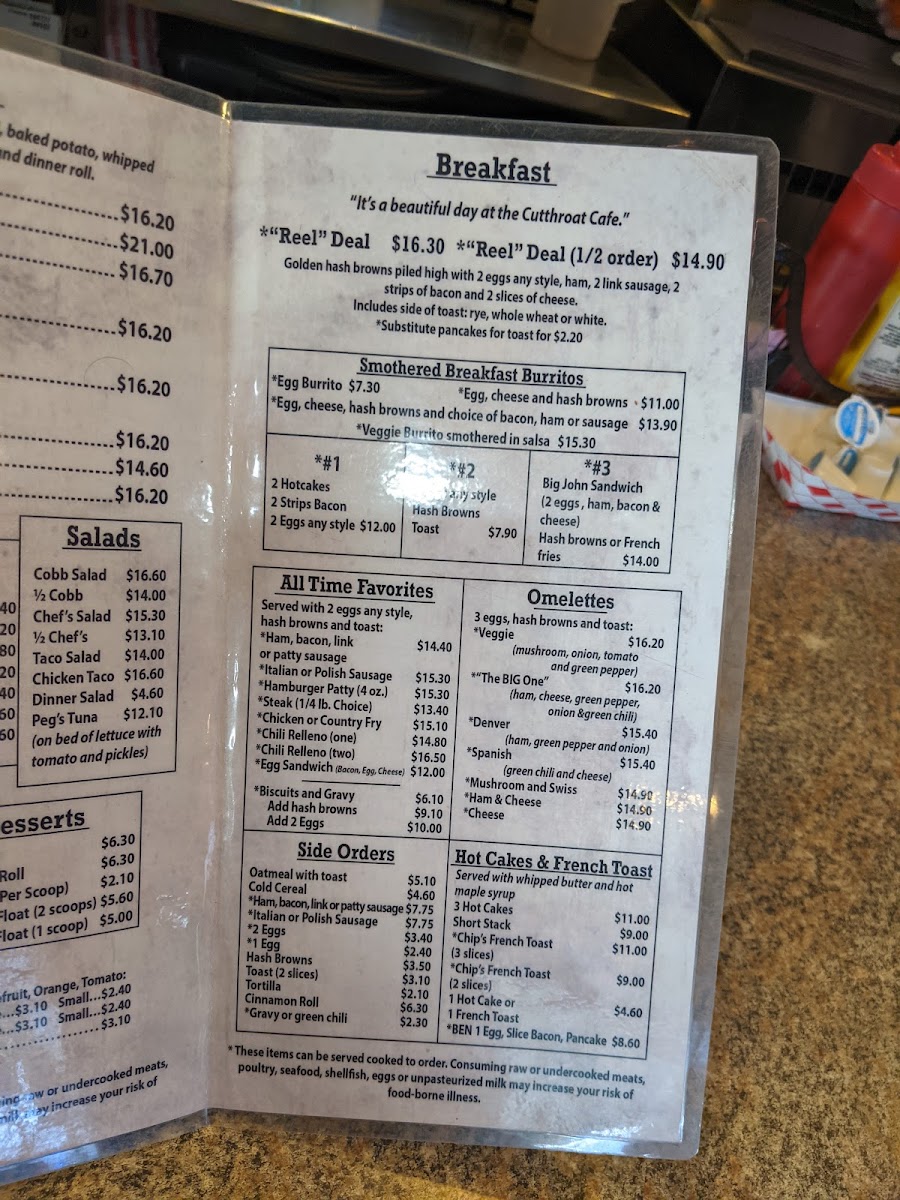 , baked potato, whipped
and dinner roll.
$16.20
$21.00
$16.70
$16.20
$16.20
$16.20
$14.60
$16.20
Salads
Cobb Salad $16.60
½ Cobb $14.00
Chef's Salad $15.30
½ Chef's $13.10
Taco Salad $14.00
Chicken Taco $16.60
Dinner Salad $4.60
Peg's Tuna $12.10
(on bed of lettuce with
tomato and pickles)
40
20
80
20
40
60
60
esserts
$6.30
Roll $6.30
Per Scoop) $2.10
Float (2 scoops) $5.60
Float (1 scoop) $5.00
efruit, Orange, Tomato:
...$3.10 Small...$2.40
...$3.10 Small...$2.40
$3.10
raw or undercooked meats,
may increase your risk of
Breakfast
"It's a beautiful day at the Cutthroat Cafe."
*"Reel" Deal $16.30 *"Reel" Deal (1/2 order) $14.90
Golden hash browns piled high with 2 eggs any style, ham, 2 link sausage, 2
strips of bacon and 2 slices of cheese.
Includes side of toast: rye, whole wheat or white.
*Substitute pancakes for toast for $2.20
Smothered Breakfast Burritos
*Egg Burrito $7.30 *Egg, cheese and hash browns $11.00
*Egg, cheese, hash browns and choice of bacon, ham or sausage $13.90
*Veggie Burrito smothered in salsa $15.30
*#1
2 Hotcakes
2 Strips Bacon
2 Eggs any style $12.00
*#2
any style
Hash Browns
Toast $7.90
*#3
Big John Sandwich
(2 eggs, ham, bacon &
cheese)
Hash browns or French
fries $14.00
All Time Favorites
Served with 2 eggs any style,
hash browns and toast:
*Ham, bacon, link
or patty sausage $14.40
*Italian or Polish Sausage $15.30
*Hamburger Patty (4 oz.) $15.30
*Steak (1/4 lb. Choice) $13.40
*Chicken or Country Fry $15.10
*Chili Relleno (one) $14.80
*Chili Relleno (two) $16.50
*Egg Sandwich (Bacon, Egg, Cheese) $12.00
*Biscuits and Gravy $6.10
Add hash browns $9.10
Add 2 Eggs $10.00
Omelettes
3 eggs, hash browns and toast:
*Veggie $16.20
(mushroom, onion, tomato
and green pepper)
*"The BIG One" $16.20
(ham, cheese, green pepper,
onion &green chili)
*Denver $15.40
(ham, green pepper and onion)
*Spanish $15.40
(green chili and cheese)
*Mushroom and Swiss $14.90
*Ham & Cheese $14.90
*Cheese $14.90
Side Orders
Oatmeal with toast $5.10
Cold Cereal $4.60
*Ham, bacon, link or patty sausage $7.75
*Italian or Polish Sausage $7.75
*2 Eggs $3.40
*1 Egg $2.40
Hash Browns $3.50
Toast (2 slices) $3.10
Tortilla $2.10
Cinnamon Roll $6.30
*Gravy or green chili $2.30
Hot Cakes & French Toast
Served with whipped butter and hot
maple syrup
3 Hot Cakes $11.00
Short Stack $9.00
*Chip's French Toast $11.00
(3 slices)
*Chip's French Toast $9.00
(2 slices)
1 Hot Cake or
1 French Toast $4.60
*BEN 1 Egg, Slice Bacon, Pancake $8.60
*These items can be served cooked to order. Consuming raw or undercooked meats,
poultry, seafood, shellfish, eggs or unpasteurized milk may increase your risk of
food-borne illness.